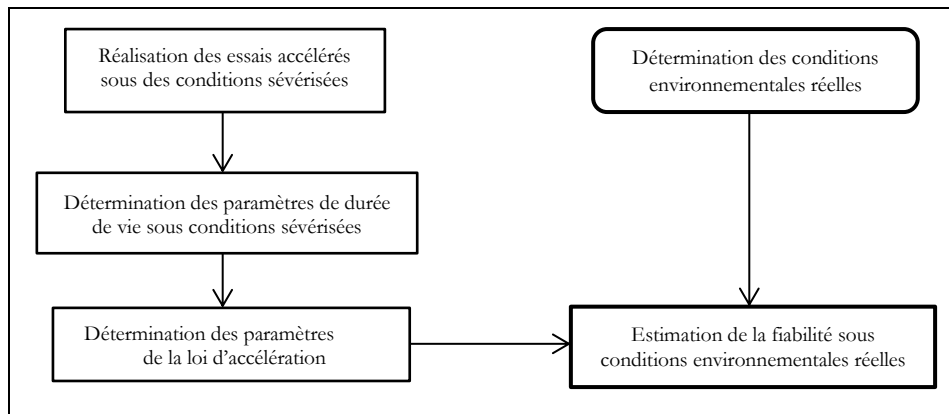 Réalisation des essais accélérés
sous des conditions sévérisées
Détermination des conditions
environnementales réelles
Détermination des paramètres de durée
de vie sous conditions sévérisées
Détermination des paramètres
de la loi d'accélération
Estimation de la fiabilité sous
conditions environnementales réelles